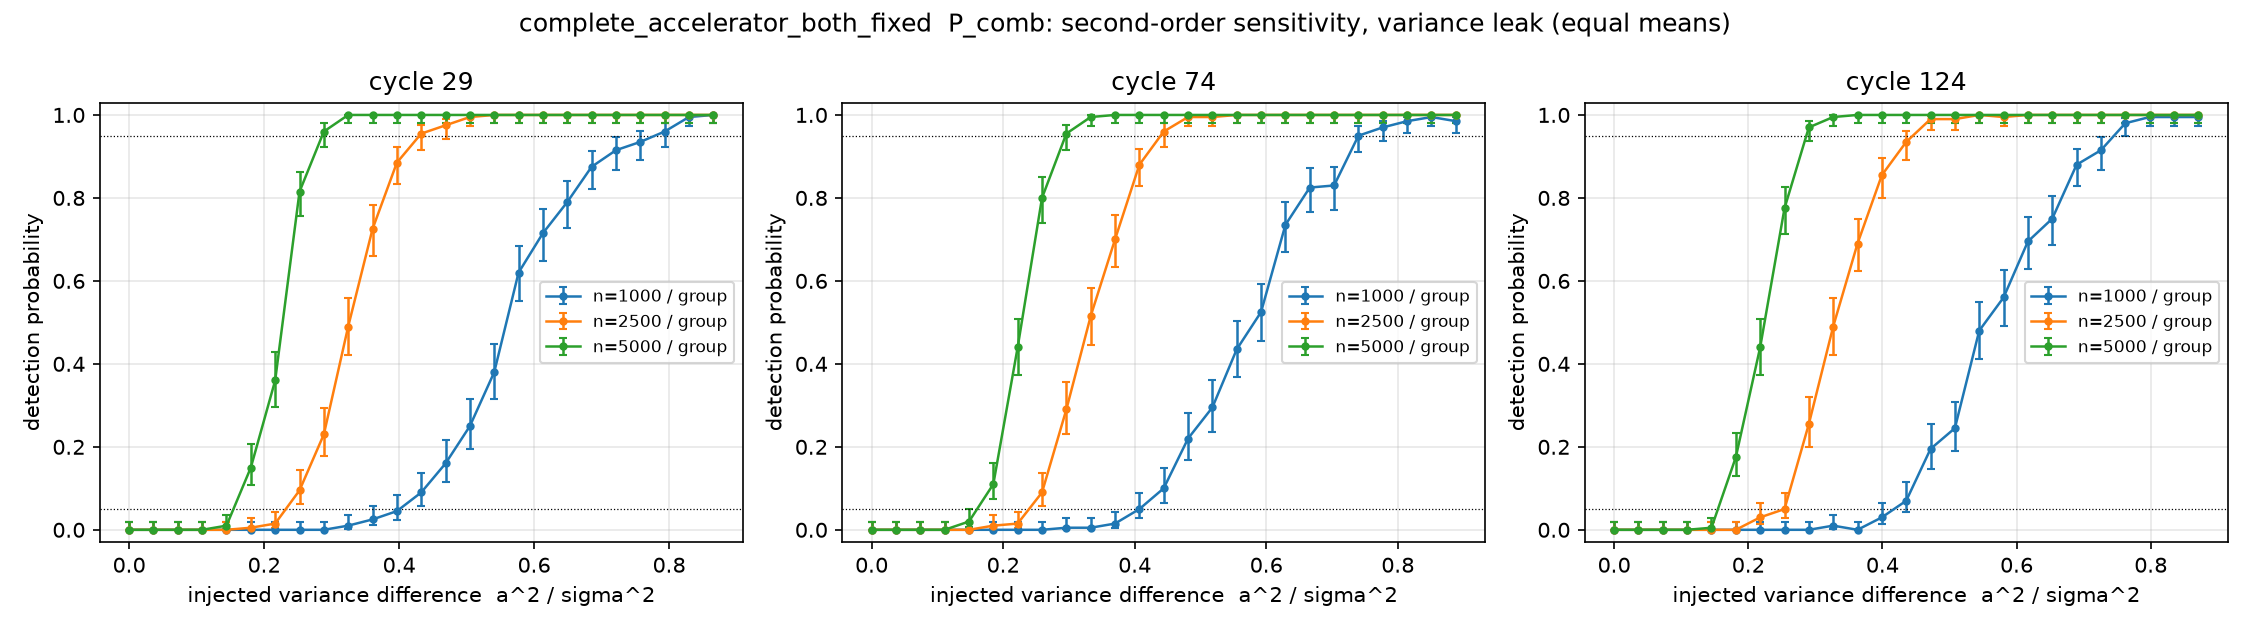 complete_accelerator_both_fixed  P_comb: second-order sensitivity, variance leak (equal means)
cycle 29
detection probability
1.0
0.8
0.6
0.4
0.2
0.0
n=1000 / group
n=2500 / group
n=5000 / group
0.0 0.2 0.4 0.6 0.8
injected variance difference  a^2 / sigma^2
cycle 74
detection probability
1.0
0.8
0.6
0.4
0.2
0.0
n=1000 / group
n=2500 / group
n=5000 / group
0.0 0.2 0.4 0.6 0.8
injected variance difference  a^2 / sigma^2
cycle 124
detection probability
1.0
0.8
0.6
0.4
0.2
0.0
n=1000 / group
n=2500 / group
n=5000 / group
0.0 0.2 0.4 0.6 0.8
injected variance difference  a^2 / sigma^2